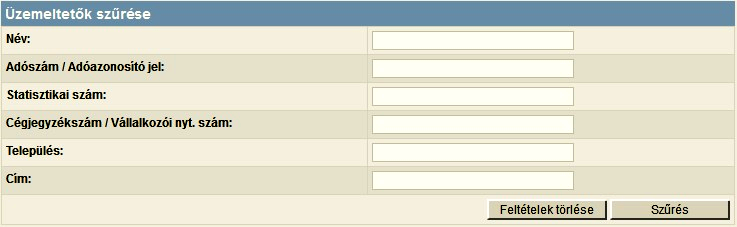 Üzemeltetők szűrése
Név:
Adószám / Adóazonosító jel:
Statisztikai szám:
Cégjegyzékszám / Vállalkozói nyt. szám:
Település:
Cím:
Feltételek törlése Szűrés